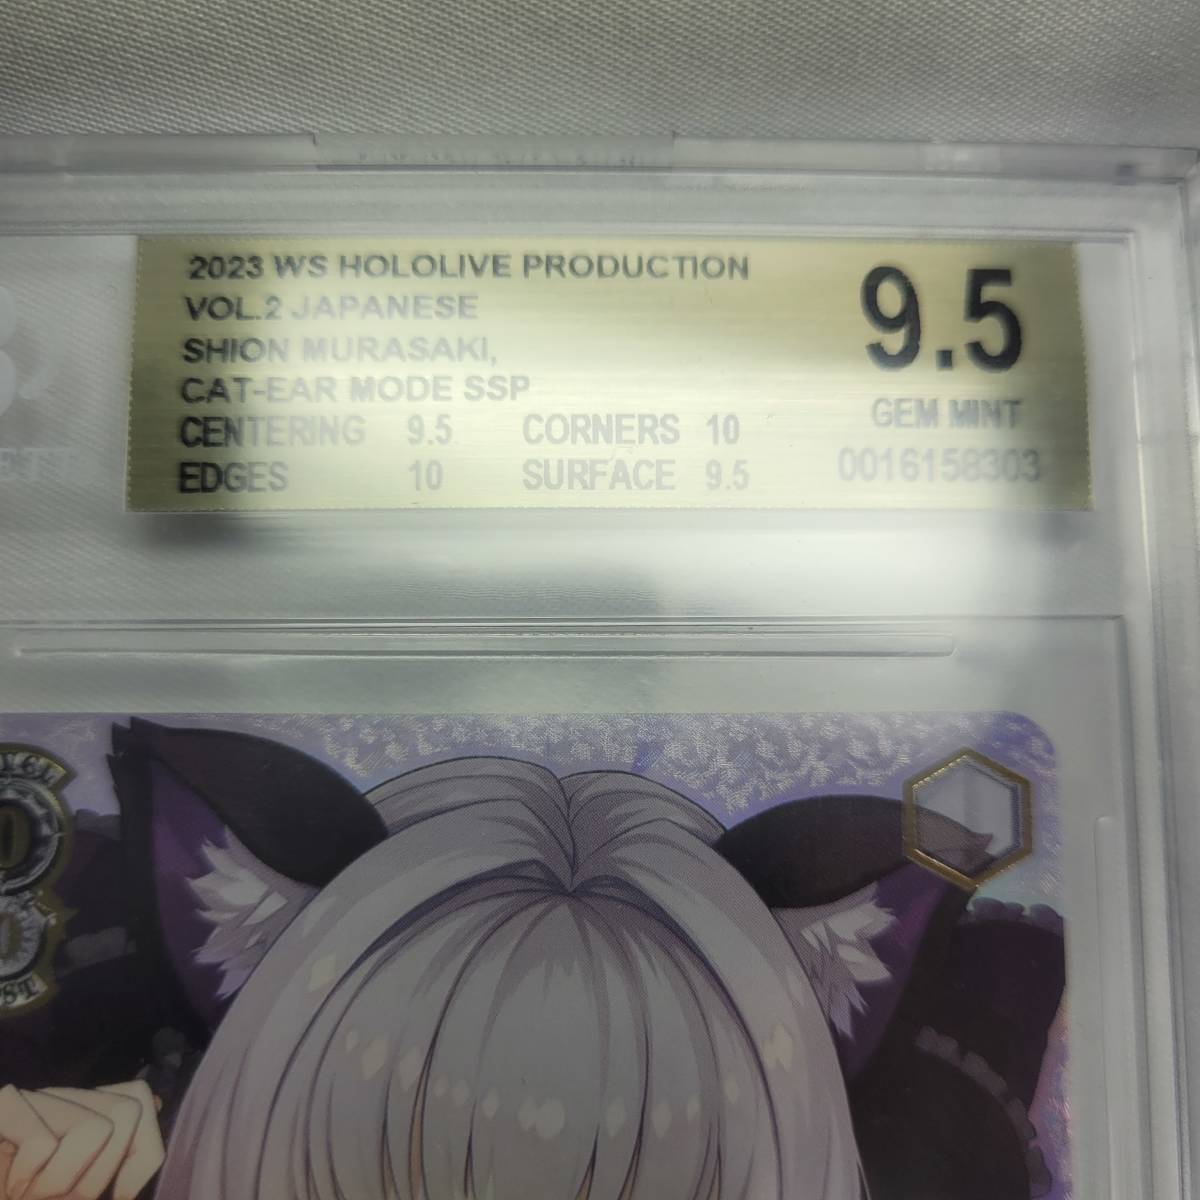 2023 WS HOLOLIVE PRODUCTION
VOL.2 JAPANESE
SHION MURASAKI,
CAT-EAR MODE SSP
CENTERING 9.5 CORNERS 10
EDGES 10 SURFACE 9.5
9.5
GEM MINT
0016158303